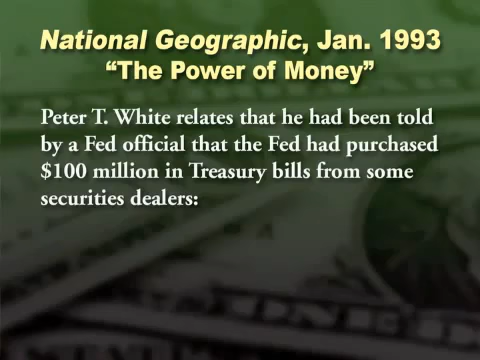 National Geographic, Jan. 1993
“The Power of Money”
Peter T. White relates that he had been told
by a Fed official that the Fed had purchased
$100 million in Treasury bills from some
securities dealers: